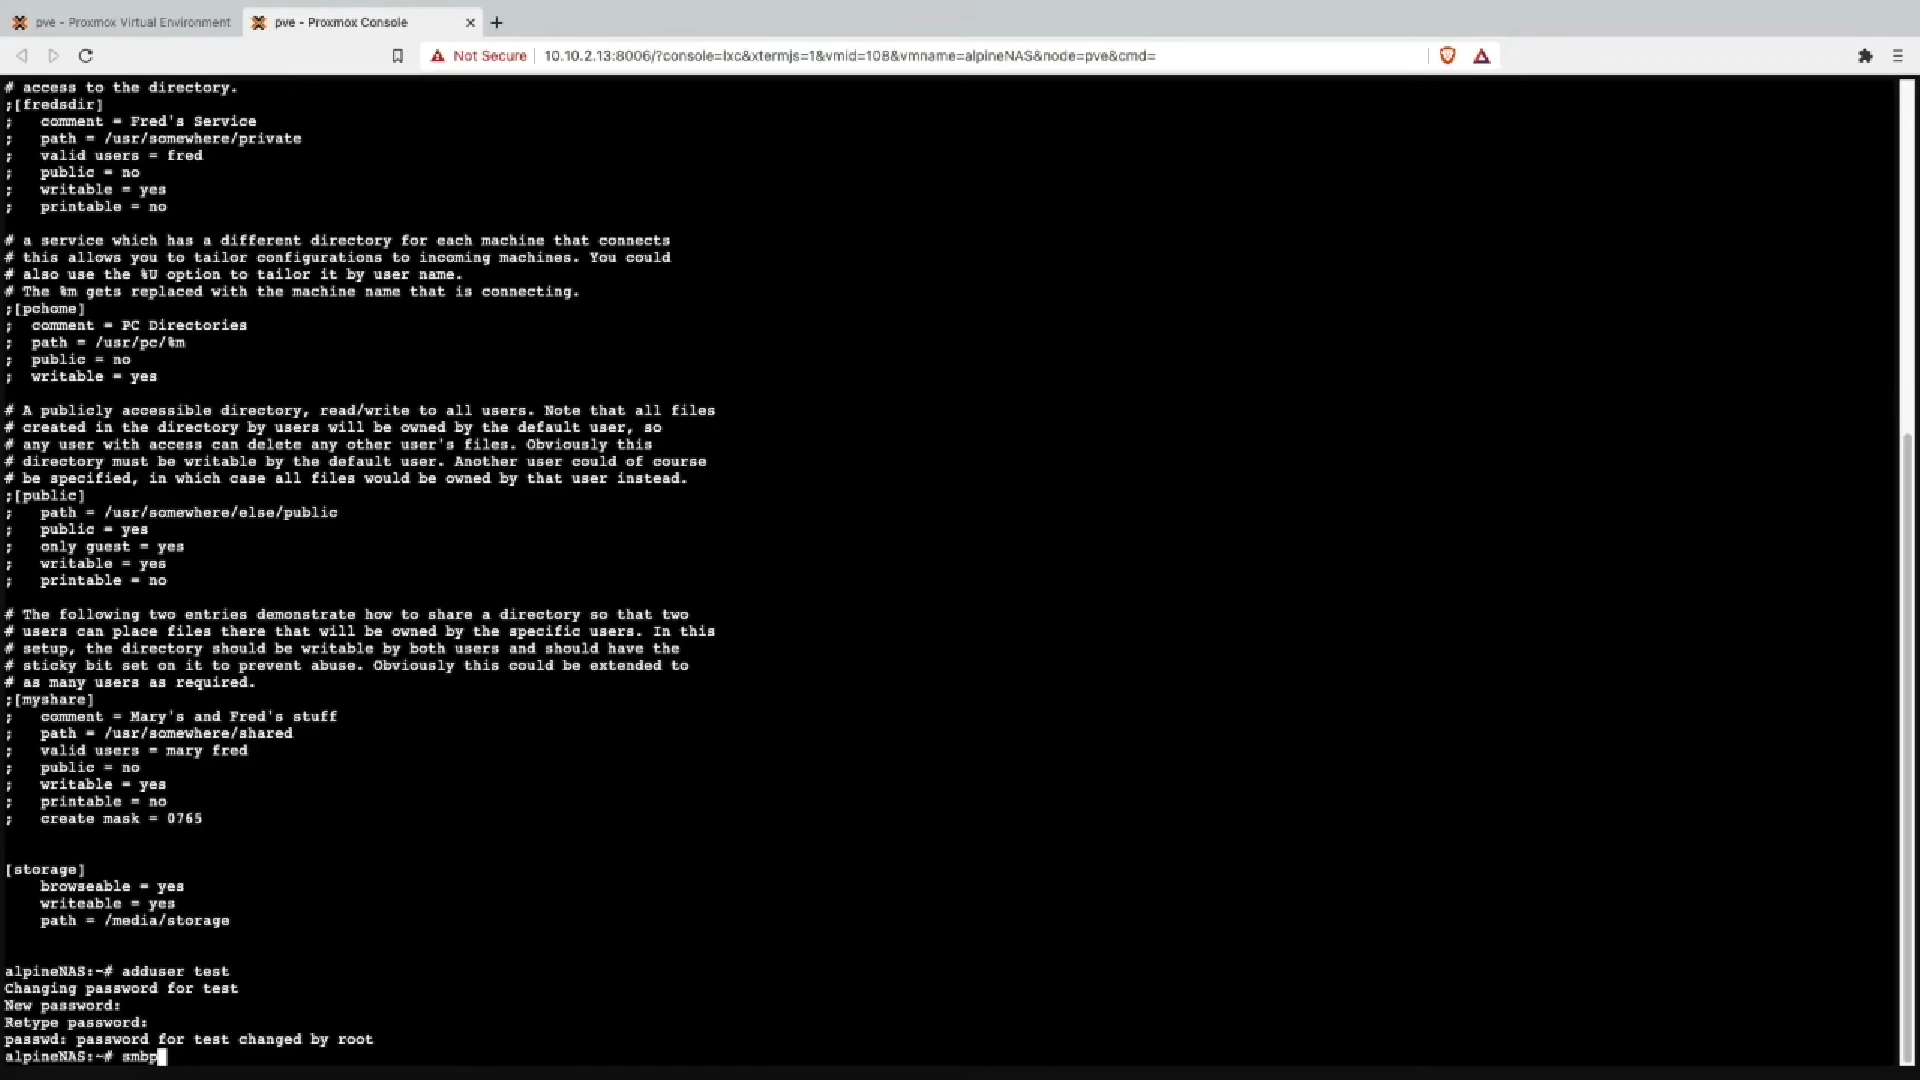 pve - Proxmox Virtual Environment
pve - Proxmox Console
Not Secure
10.10.2.13:8006/?console=lxc&xtermjs=1&vmid=108&vmname=alpineNAS&node=pve&cmd=
# access to the directory.
;[fredsdir]
;   comment = Fred's Service
;   path = /usr/somewhere/private
;   valid users = fred
;   public = no
;   writable = yes
;   printable = no
# a service which has a different directory for each machine that connects
# this allows you to tailor configurations to incoming machines. You could
# also use the %U option to tailor it by user name.
# The %m gets replaced with the machine name that is connecting.
;[pchome]
;  comment = PC Directories
;  path = /usr/pc/%m
;  public = no
;  writable = yes
# A publicly accessible directory, read/write to all users. Note that all files
# created in the directory by users will be owned by the default user, so
# any user with access can delete any other user's files. Obviously this
# directory must be writable by the default user. Another user could of course
# be specified, in which case all files would be owned by that user instead.
;[public]
;   path = /usr/somewhere/else/public
;   public = yes
;   only guest = yes
;   writable = yes
;   printable = no
# The following two entries demonstrate how to share a directory so that two
# users can place files there that will be owned by the specific users. In this
# setup, the directory should be writable by both users and should have the
# sticky bit set on it to prevent abuse. Obviously this could be extended to
# as many users as required.
;[myshare]
;   comment = Mary's and Fred's stuff
;   path = /usr/somewhere/shared
;   valid users = mary fred
;   public = no
;   writable = yes
;   printable = no
;   create mask = 0765
[storage]
    browseable = yes
    writeable = yes
    path = /media/storage
alpineNAS:~# adduser test
Changing password for test
New password:
Retype password:
passwd: password for test changed by root
alpineNAS:~# smbp